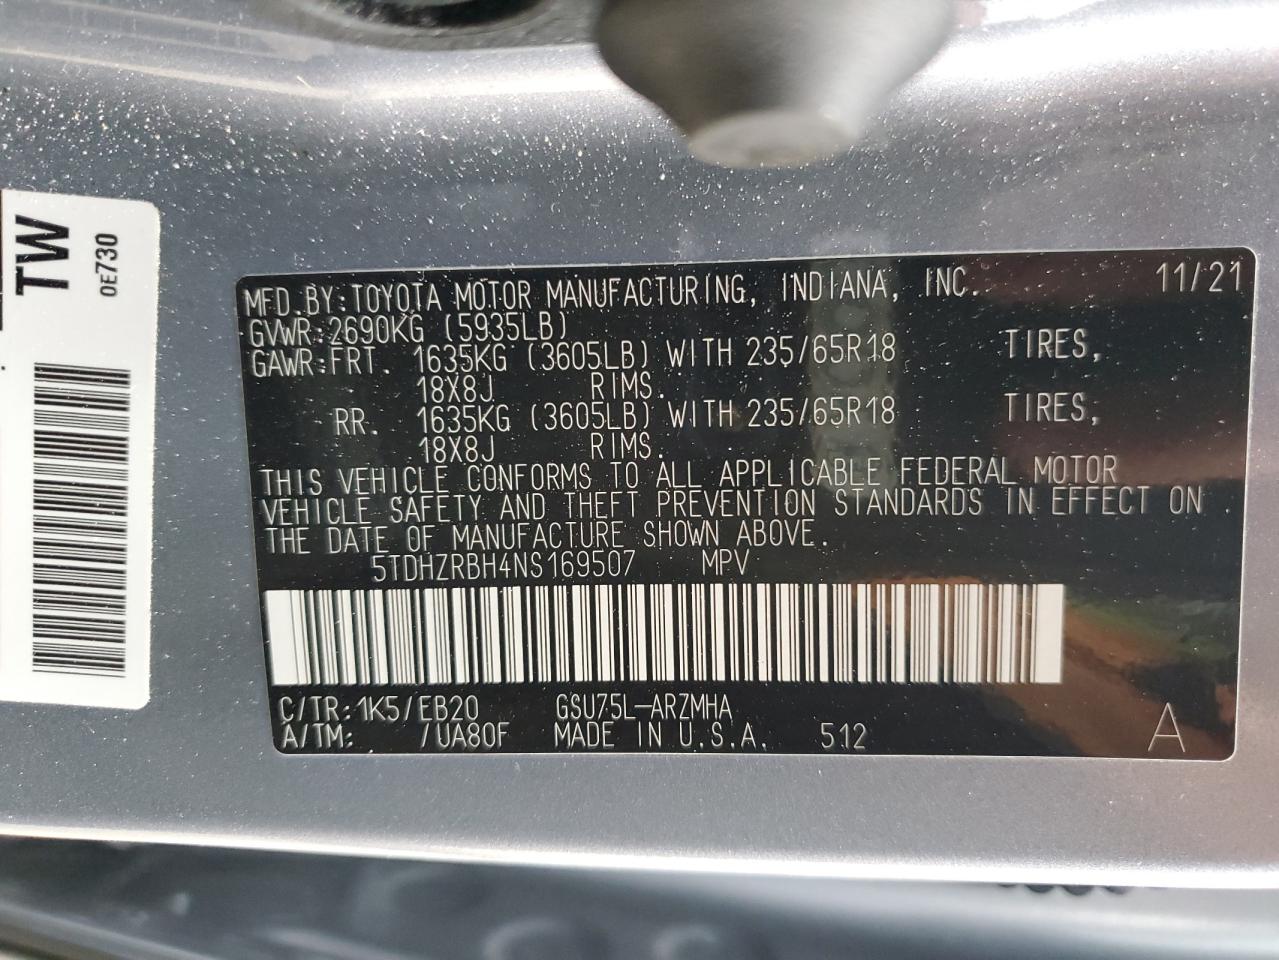 TW
0E730
MFD.BY:TOYOTA MOTOR MANUFACTURING, INDIANA, INC. 11/21
GVWR:2690KG (5935LB)
GAWR:FRT. 1635KG (3605LB) WITH 235/65R18 TIRES,
18X8J RIMS.
RR. 1635KG (3605LB) WITH 235/65R18 TIRES,
18X8J RIMS.
THIS VEHICLE CONFORMS TO ALL APPLICABLE FEDERAL MOTOR
VEHICLE SAFETY AND THEFT PREVENTION STANDARDS IN EFFECT ON
THE DATE OF MANUFACTURE SHOWN ABOVE.
5TDHZRBH4NS169507 MPV
C/TR:1K5/EB20 GSU75L-ARZMHA
A/TM: /UA80F MADE IN U.S.A. 512 A